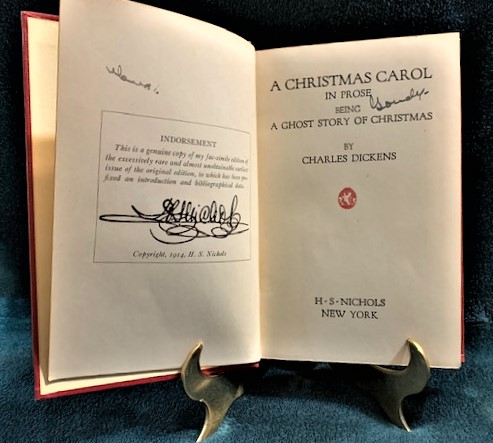 INDORSEMENT
This is a genuine copy of my fac-simile edition of
the excessively rare and almost unobtainable earliest
issue of the original edition, to which has been pre-
fixed an introduction and bibliographical data.
HSNichols
Copyright, 1914, H. S. Nichols
A CHRISTMAS CAROL
IN PROSE
BEING
A GHOST STORY OF CHRISTMAS
BY
CHARLES DICKENS
H·S·NICHOLS
NEW YORK